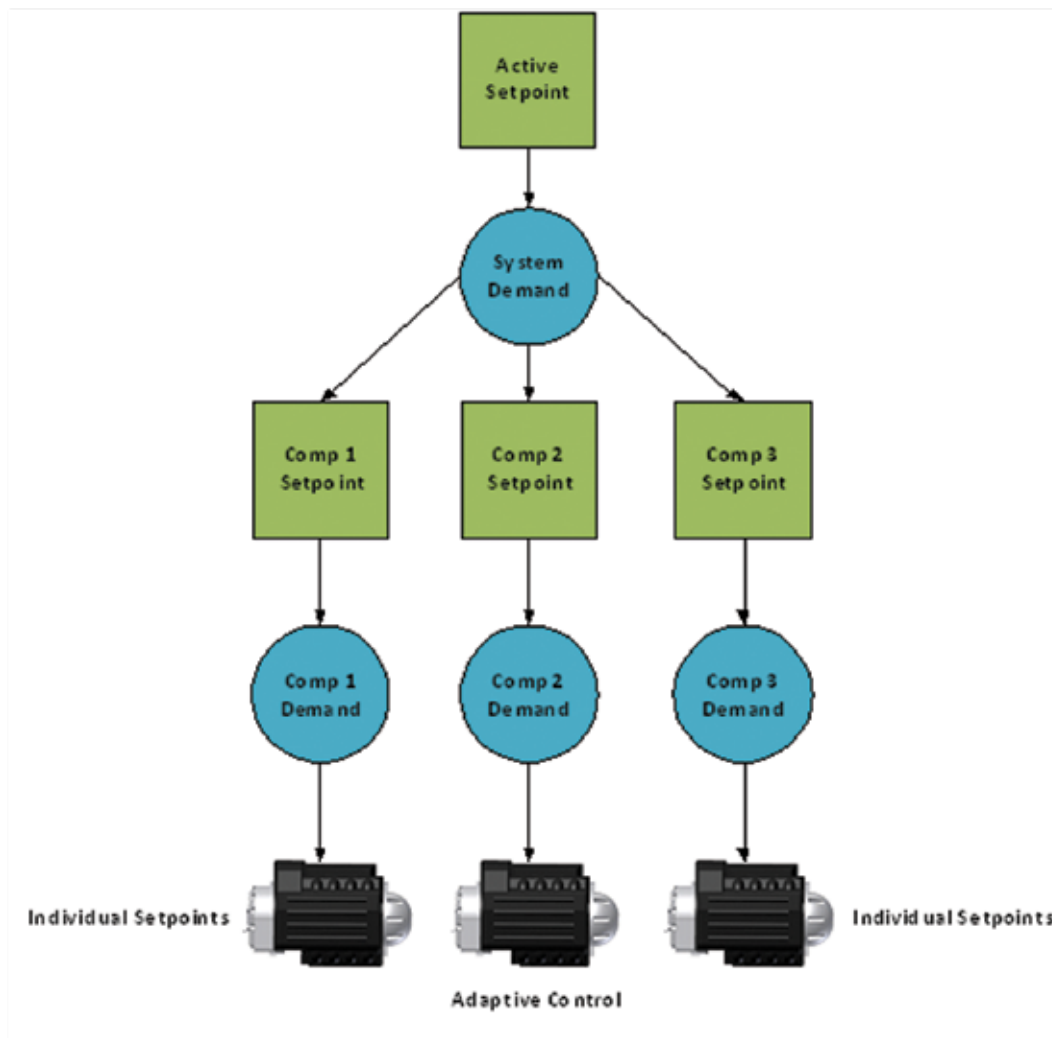 Active
Setpoint
System
Demand
Comp 1
Setpoint
Comp 2
Setpoint
Comp 3
Setpoint
Comp 1
Demand
Comp 2
Demand
Comp 3
Demand
Individual Setpoints
Individual Setpoints
Adaptive Control